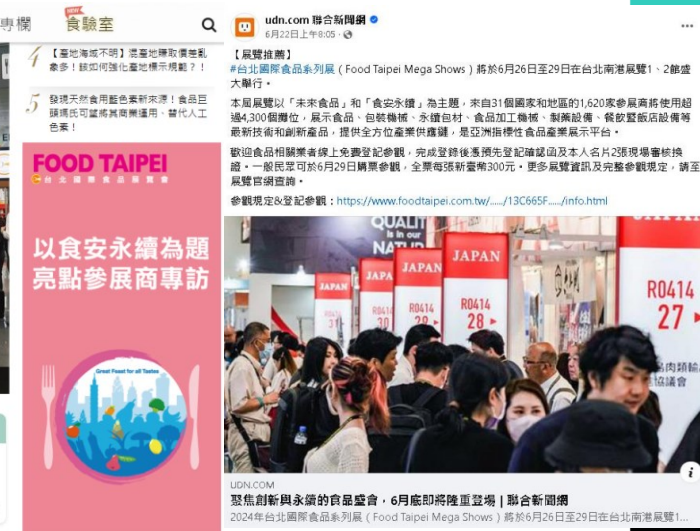 專欄
NEW
食驗室
4
【產地海域不明】混產地賺取價差亂
象多！該如何強化產地標示規範？！
5
發現天然食用藍色素新來源！食品巨
頭瑪氏可望將其商業運用、替代人工
色素！
FOOD TAIPEI
台北國際食品展覽會
以食安永續為題
亮點參展商專訪
Great Feast for all Tastes
udn.com 聯合新聞網
6月22日上午8:05 ·
【展覽推薦】
#台北國際食品系列展（Food Taipei Mega Shows）將於6月26日至29日在台北南港展覽1、2館盛
大舉行。
本屆展覽以「未來食品」和「食安永續」為主題，來自31個國家和地區的1,620家參展商將使用超
過4,300個攤位，展示食品、包裝機械、永續包材、食品加工機械、製藥設備、餐飲暨飯店設備等
最新技術和創新產品，提供全方位產業供應鏈，是亞洲指標性食品產業展示平台。
歡迎食品相關業者線上免費登記參觀，完成登錄後憑預先登記確認函及本人名片2張現場審核換
證。一般民眾可於6月29日購票參觀，全票每張新臺幣300元。更多展覽資訊及完整參觀規定，請至
展覽官網查詢。
參觀規定&登記參觀：https://www.foodtaipei.com.tw/...../13C665F...../info.html
QUALIT
is in our
NATUR
JAPAN
JAPAN
JAPAN
JAPAN
JAPAN
R0414
31
R0414
30
R0414
29
R0414
28
R0414
27
品肉類輸
協議會
UDN.COM
聚焦創新與永續的食品盛會，6月底即將隆重登場 | 聯合新聞網
2024年台北國際食品系列展（Food Taipei Mega Shows）將於6月26日至29日在台北南港展覽1...